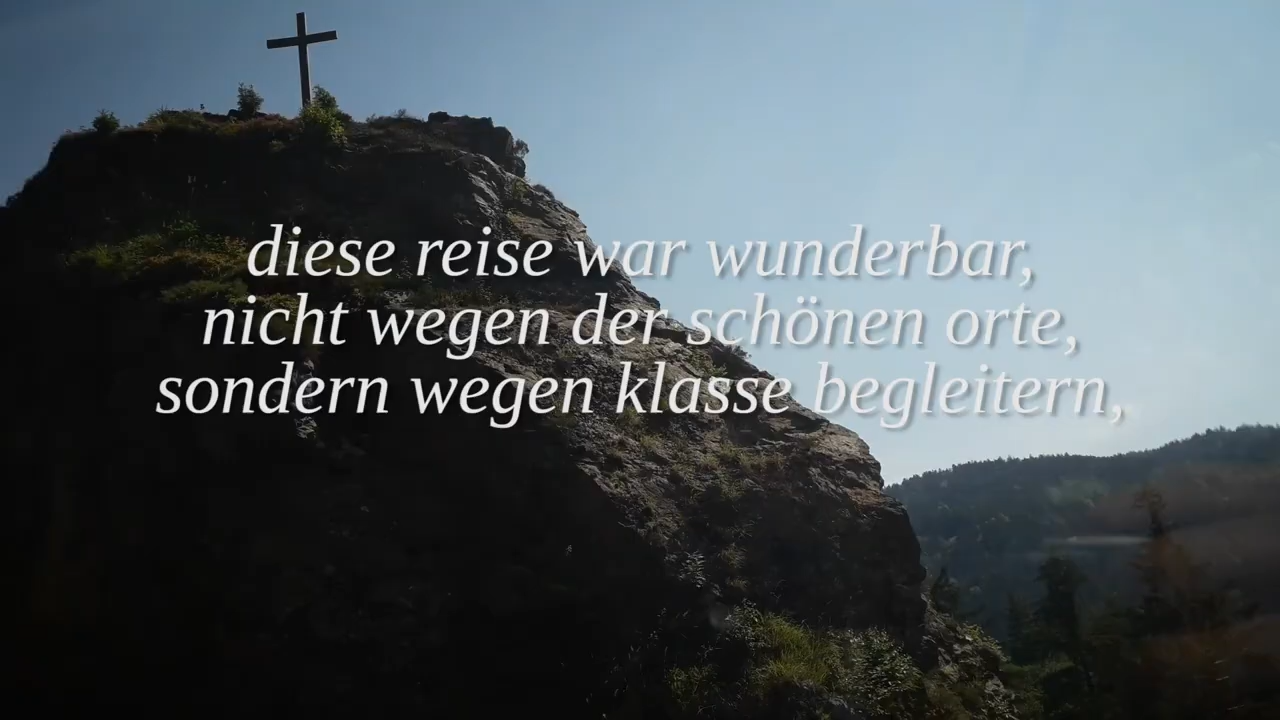 diese reise war wunderbar,
nicht wegen der schönen orte,
sondern wegen klasse begleitern,